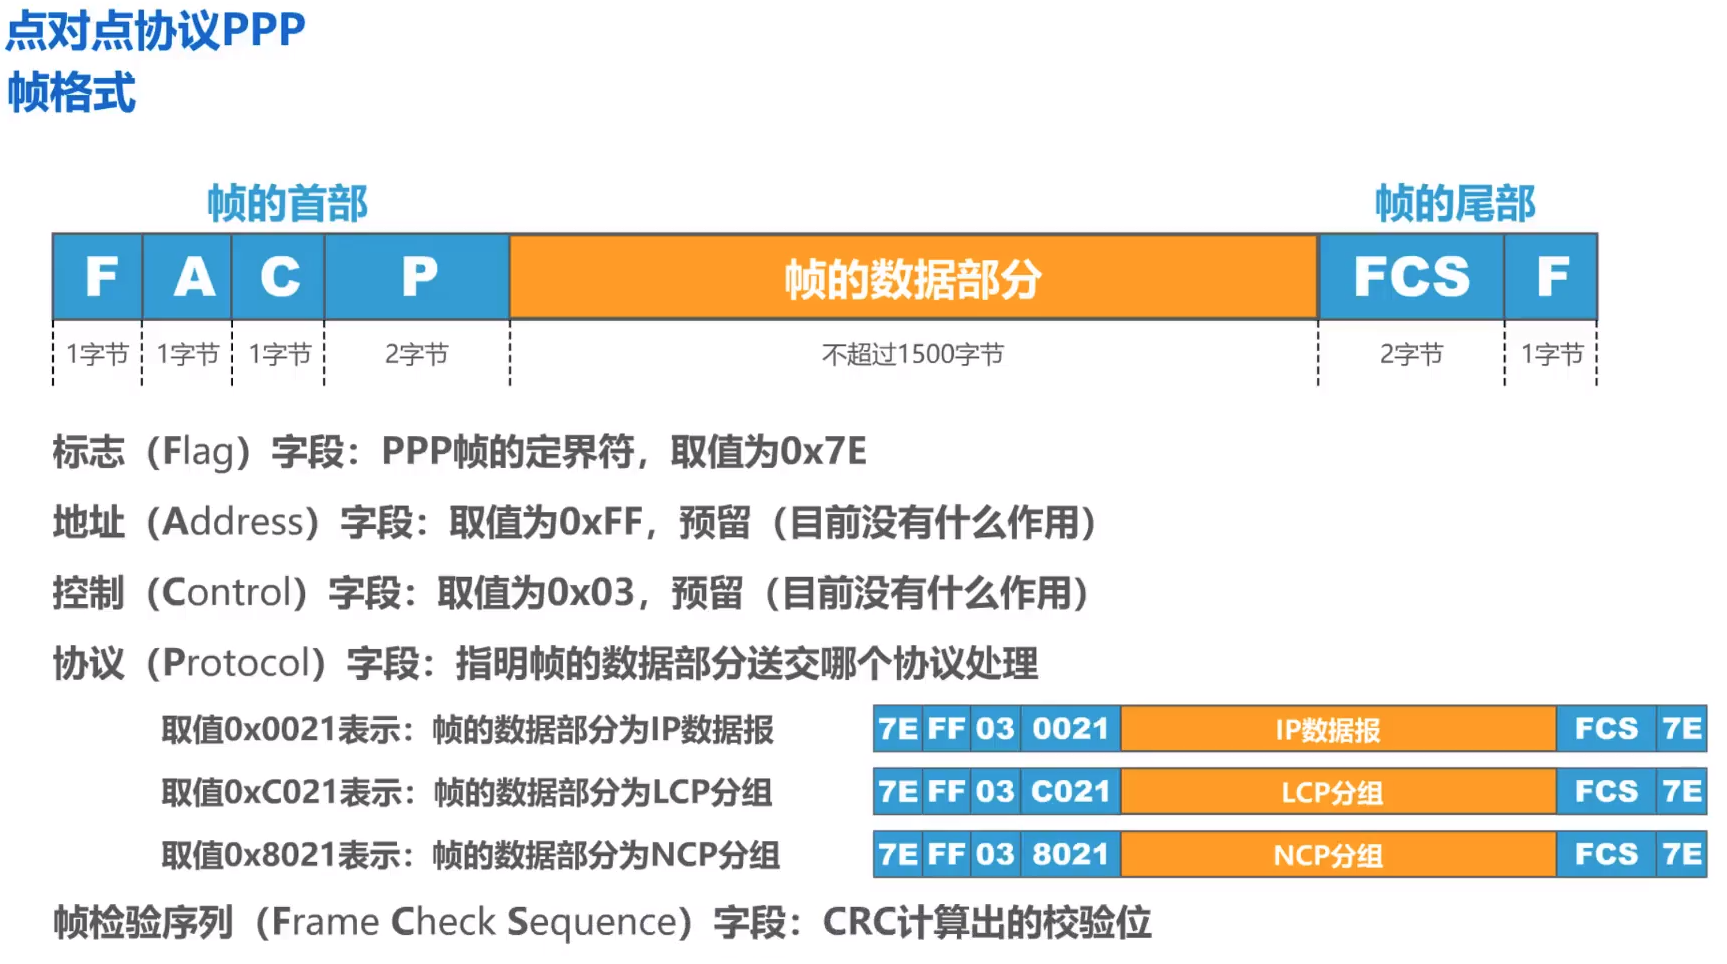 点对点协议PPP
帧格式
帧的首部 帧的尾部
F A C P 帧的数据部分 FCS F
1字节 1字节 1字节 2字节 不超过1500字节 2字节 1字节
标志（Flag）字段：PPP帧的定界符，取值为0x7E
地址（Address）字段：取值为0xFF，预留（目前没有什么作用）
控制（Control）字段：取值为0x03，预留（目前没有什么作用）
协议（Protocol）字段：指明帧的数据部分送交哪个协议处理
取值0x0021表示：帧的数据部分为IP数据报 7E FF 03 0021 IP数据报 FCS 7E
取值0xC021表示：帧的数据部分为LCP分组 7E FF 03 C021 LCP分组 FCS 7E
取值0x8021表示：帧的数据部分为NCP分组 7E FF 03 8021 NCP分组 FCS 7E
帧检验序列（Frame Check Sequence）字段：CRC计算出的校验位